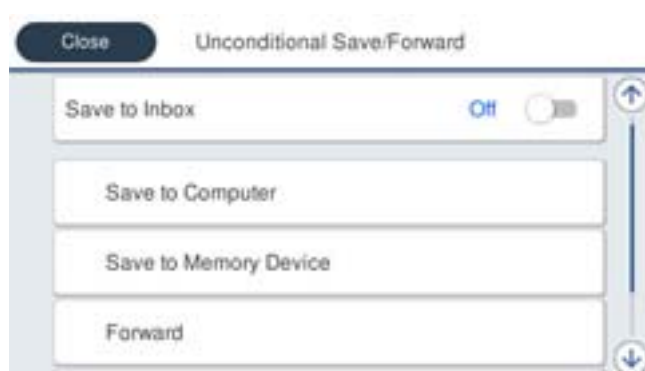 Close Unconditional Save/Forward
Save to Inbox Off
Save to Computer
Save to Memory Device
Forward